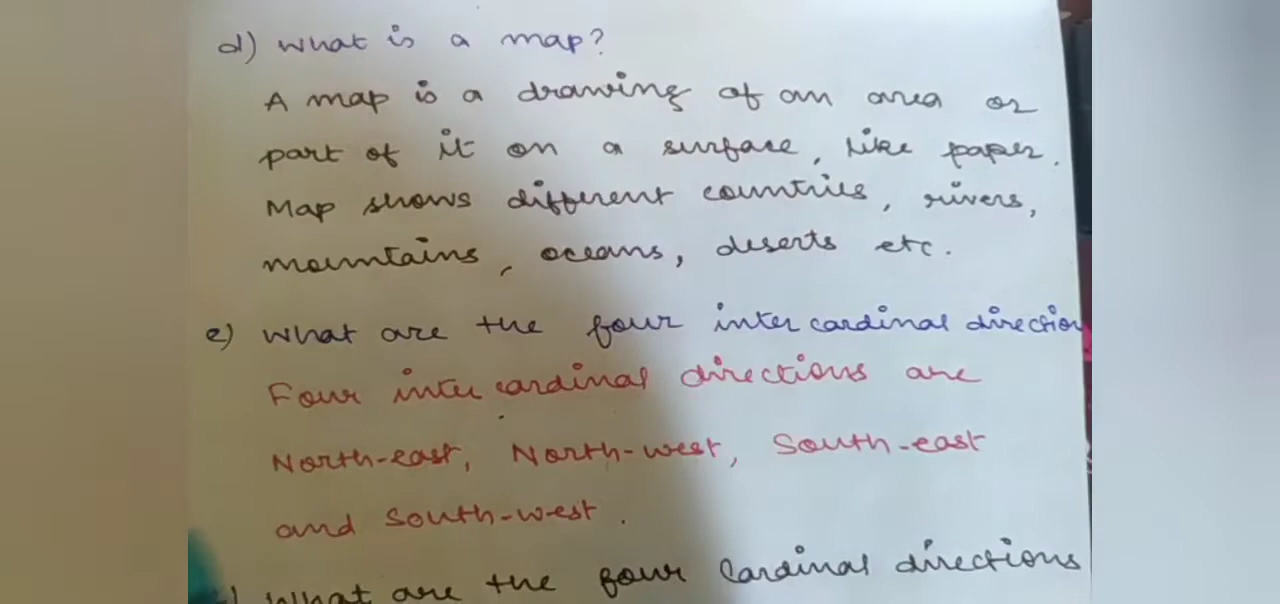 d) What is a map?
A map is a drawing of an area or
part of it on a surface, like paper.
Map shows different countries, rivers,
mountains, oceans, deserts etc.
e) What are the four inter cardinal direction
Four inter cardinal directions are
North-east, North-west, South-east
and South-west.
What are the four Cardinal directions